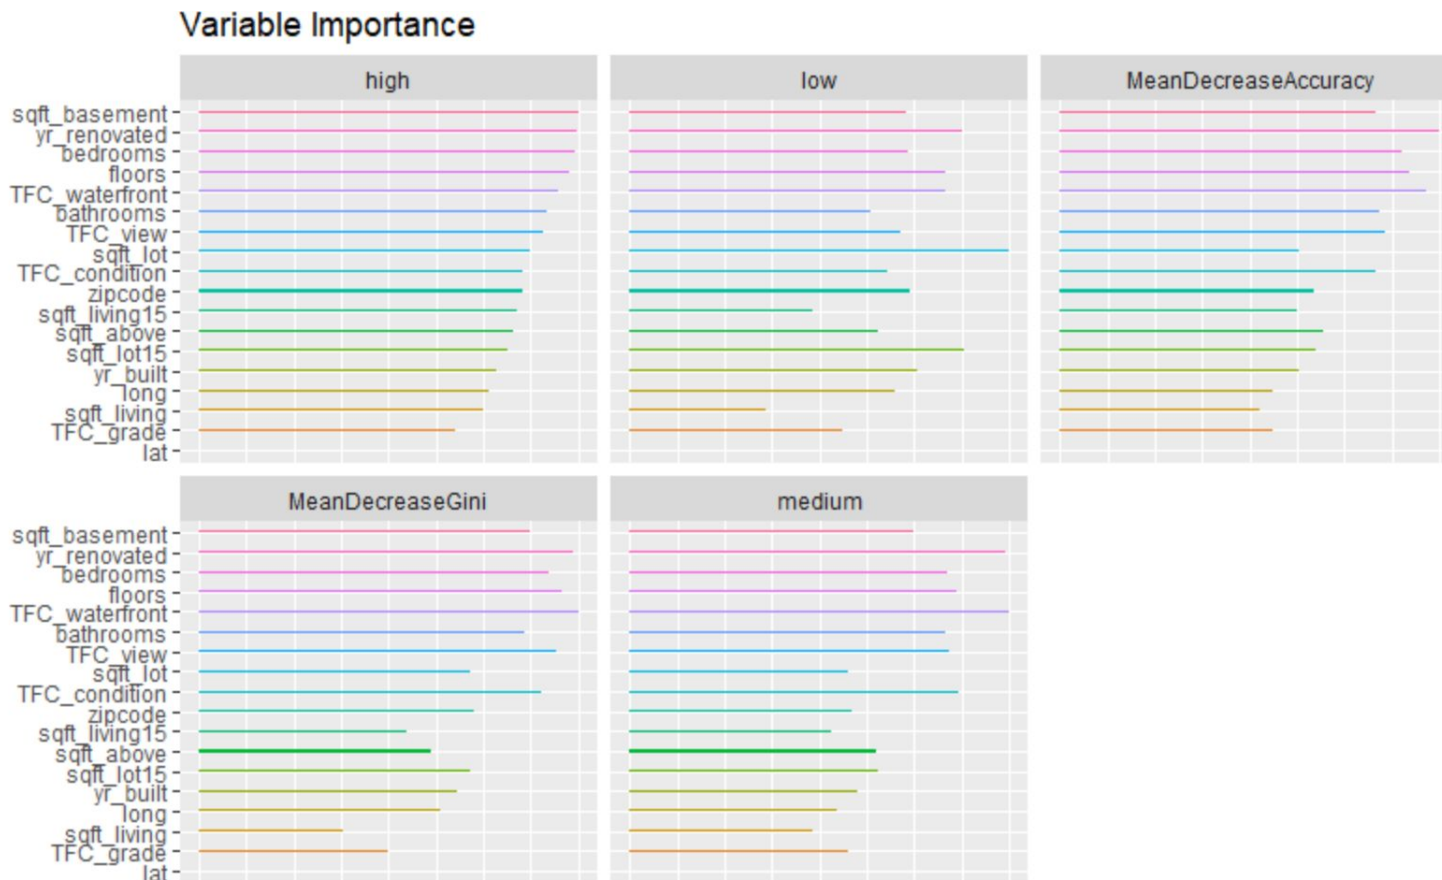 Variable Importance
high
low
MeanDecreaseAccuracy
sqft_basement
yr_renovated
bedrooms
floors
TFC_waterfront
bathrooms
TFC_view
sqft_lot
TFC_condition
zipcode
sqft_living15
sqft_above
sqft_lot15
yr_built
long
sqft_living
TFC_grade
lat
MeanDecreaseGini
medium
sqft_basement
yr_renovated
bedrooms
floors
TFC_waterfront
bathrooms
TFC_view
sqft_lot
TFC_condition
zipcode
sqft_living15
sqft_above
sqft_lot15
yr_built
long
sqft_living
TFC_grade
lat